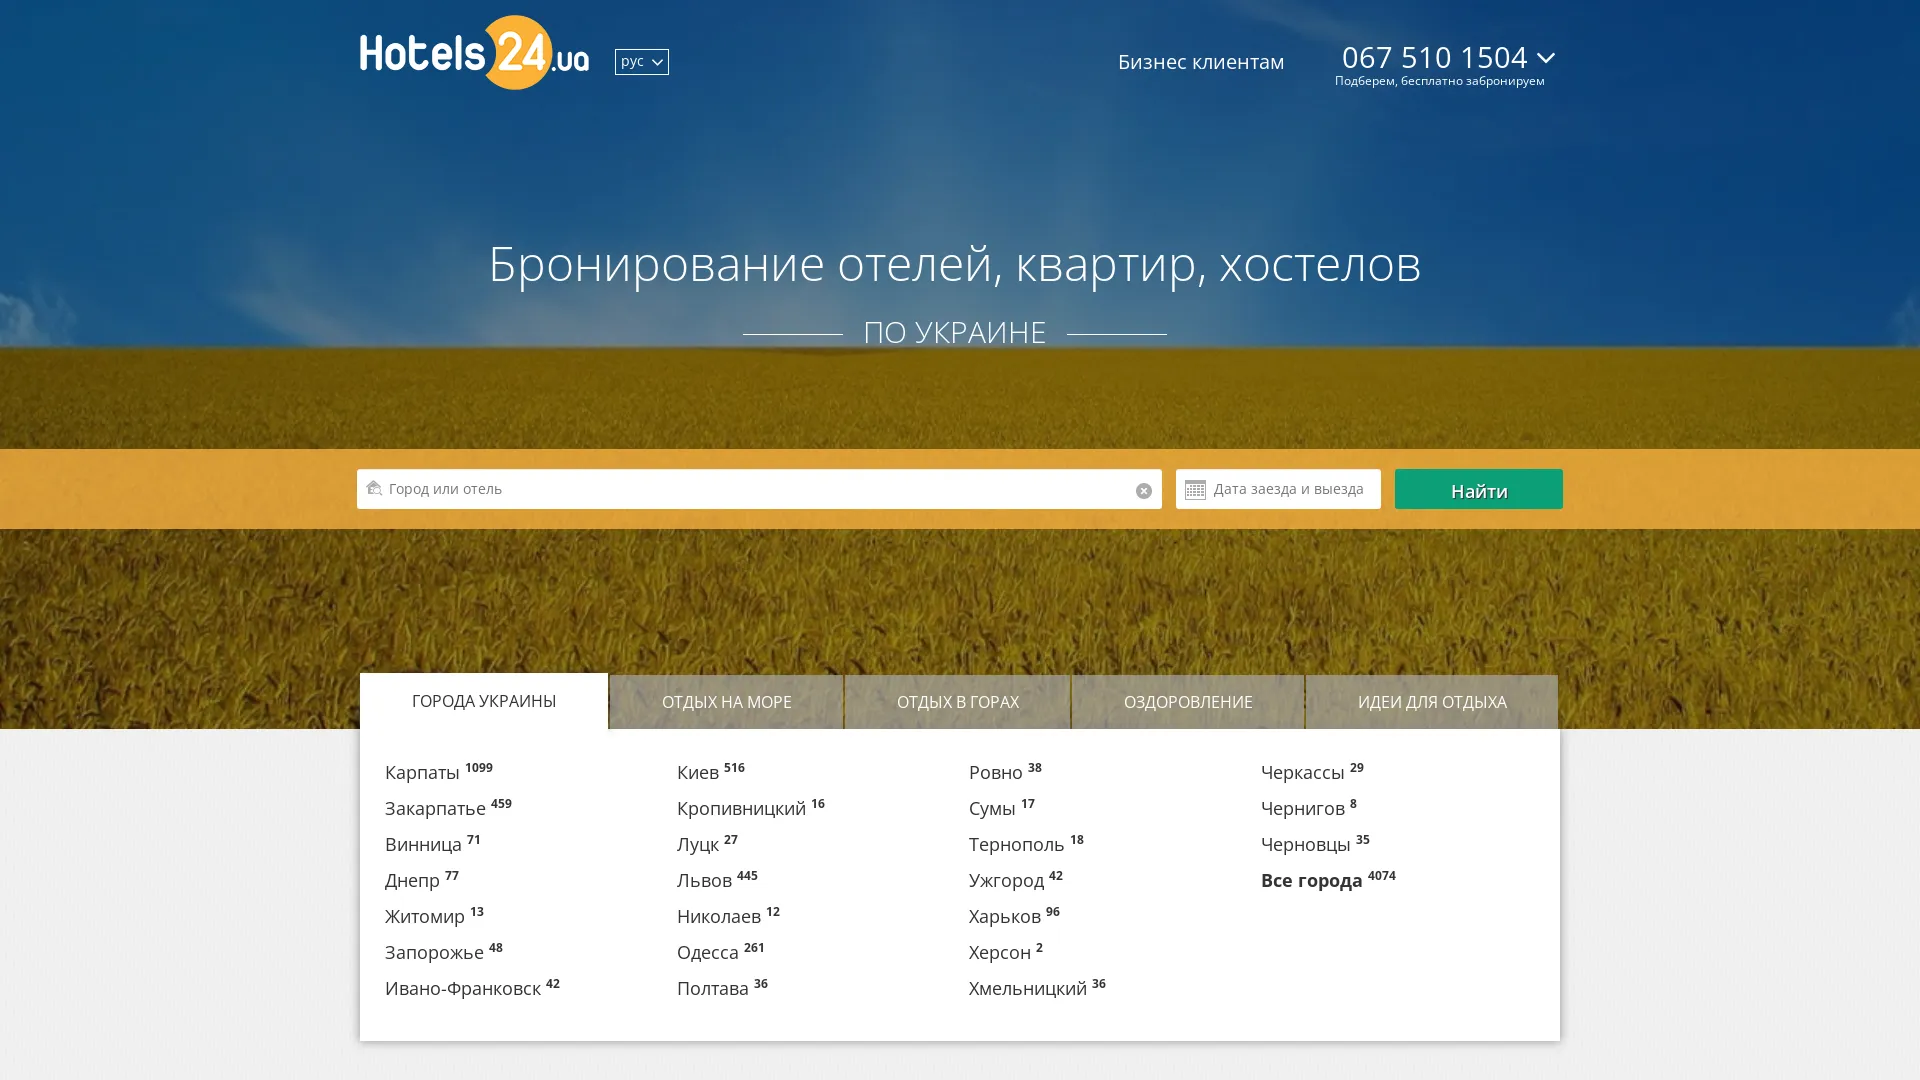 Hotels24.ua
рус
Бизнес клиентам
067 510 1504
Подберем, бесплатно забронируем
Бронирование отелей, квартир, хостелов
ПО УКРАИНЕ
Город или отель
Дата заезда и выезда
Найти
ГОРОДА УКРАИНЫ
ОТДЫХ НА МОРЕ
ОТДЫХ В ГОРАХ
ОЗДОРОВЛЕНИЕ
ИДЕИ ДЛЯ ОТДЫХА
Карпаты 1099
Закарпатье 459
Винница 71
Днепр 77
Житомир 13
Запорожье 48
Ивано-Франковск 42
Киев 516
Кропивницкий 16
Луцк 27
Львов 445
Николаев 12
Одесса 261
Полтава 36
Ровно 38
Сумы 17
Тернополь 18
Ужгород 42
Харьков 96
Херсон 2
Хмельницкий 36
Черкассы 29
Чернигов 8
Черновцы 35
Все города 4074